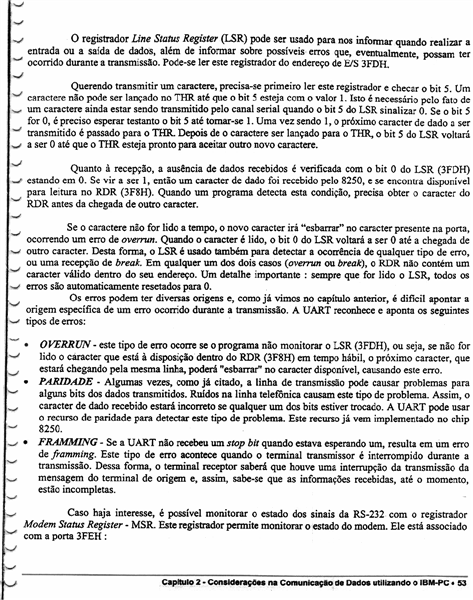 O registrador Line Status Register (LSR) pode ser usado para nos informar quando realizar a
entrada ou a saída de dados, além de informar sobre possíveis erros que, eventualmente, possam ter
ocorrido durante a transmissão. Pode-se ler este registrador do endereço de E/S 3FDH.
Querendo transmitir um caractere, precisa-se primeiro ler este registrador e checar o bit 5. Um
caractere não pode ser lançado no THR até que o bit 5 esteja com o valor 1. Isto é necessário pelo fato de
um caractere ainda estar sendo transmitido pelo canal serial quando o bit 5 do LSR sinalizar 0. Se o bit 5
for 0, é preciso esperar testanto o bit 5 até tornar-se 1. Uma vez sendo 1, o próximo caracter de dado a ser
transmitido é passado para o THR. Depois de o caractere ser lançado para o THR, o bit 5 do LSR voltará
a ser 0 até que o THR esteja pronto para aceitar outro novo caractere.
Quanto à recepção, a ausência de dados recebidos é verificada com o bit 0 do LSR (3FDH)
estando em 0. Se vir a ser 1, então um caracter de dado foi recebido pelo 8250, e se encontra disponível
para leitura no RDR (3F8H). Quando um programa detecta esta condição, precisa obter o caracter do
RDR antes da chegada de outro caracter.
Se o caractere não for lido a tempo, o novo caracter irá "esbarrar" no caracter presente na porta,
ocorrendo um erro de overrun. Quando o caracter é lido, o bit 0 do LSR voltará a ser 0 até a chegada de
outro caracter. Desta forma, o LSR é usado também para detectar a ocorrência de qualquer tipo de erro,
ou uma recepção de break. Em qualquer um dos dois casos (overrun ou break), o RDR não contém um
caracter válido dentro do seu endereço. Um detalhe importante : sempre que for lido o LSR, todos os
erros são automaticamente resetados para 0.
Os erros podem ter diversas origens e, como já vimos no capítulo anterior, é difícil apontar a
origem específica de um erro ocorrido durante a transmissão. A UART reconhece e aponta os seguintes
tipos de erros:
• OVERRUN - este tipo de erro ocorre se o programa não monitorar o LSR (3FDH), ou seja, se não for
lido o caracter que está à disposição dentro do RDR (3F8H) em tempo hábil, o próximo caracter, que
estará chegando pela mesma linha, poderá "esbarrar" no caracter disponível, causando este erro.
• PARIDADE - Algumas vezes, como já citado, a linha de transmissão pode causar problemas para
alguns bits dos dados transmitidos. Ruídos na linha telefônica causam este tipo de problema. Assim, o
caracter de dado recebido estará incorreto se qualquer um dos bits estiver trocado. A UART pode usar
o recurso de paridade para detectar este tipo de problema. Este recurso já vem implementado no chip
8250.
• FRAMMING - Se a UART não recebeu um stop bit quando estava esperando um, resulta em um erro
de framming. Este tipo de erro acontece quando o terminal transmissor é interrompido durante a
transmissão. Dessa forma, o terminal receptor saberá que houve uma interrupção da transmissão da
mensagem do terminal de origem e, assim, sabe-se que as informações recebidas, até o momento,
estão incompletas.
Caso haja interesse, é possível monitorar o estado dos sinais da RS-232 com o registrador
Modem Status Register - MSR. Este registrador permite monitorar o estado do modem. Ele está associado
com a porta 3FEH :
Capítulo 2 - Considerações na Comunicação de Dados utilizando o IBM-PC • 53